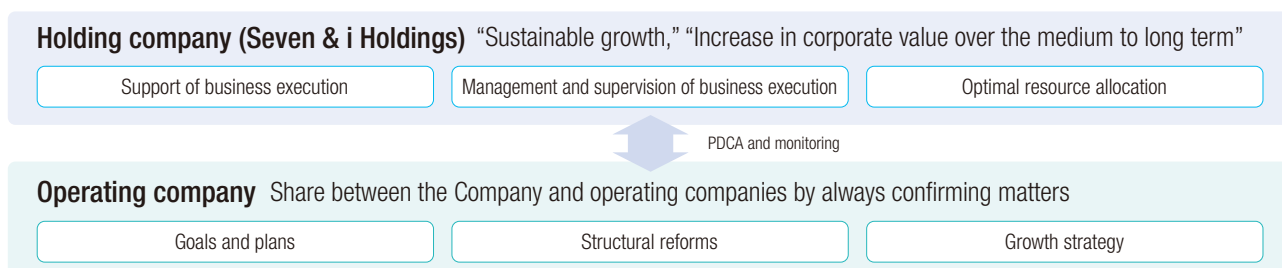 Holding company (Seven & i Holdings) “Sustainable growth,” “Increase in corporate value over the medium to long term”
Support of business execution
Management and supervision of business execution
Optimal resource allocation
PDCA and monitoring
Operating company Share between the Company and operating companies by always confirming matters
Goals and plans
Structural reforms
Growth strategy